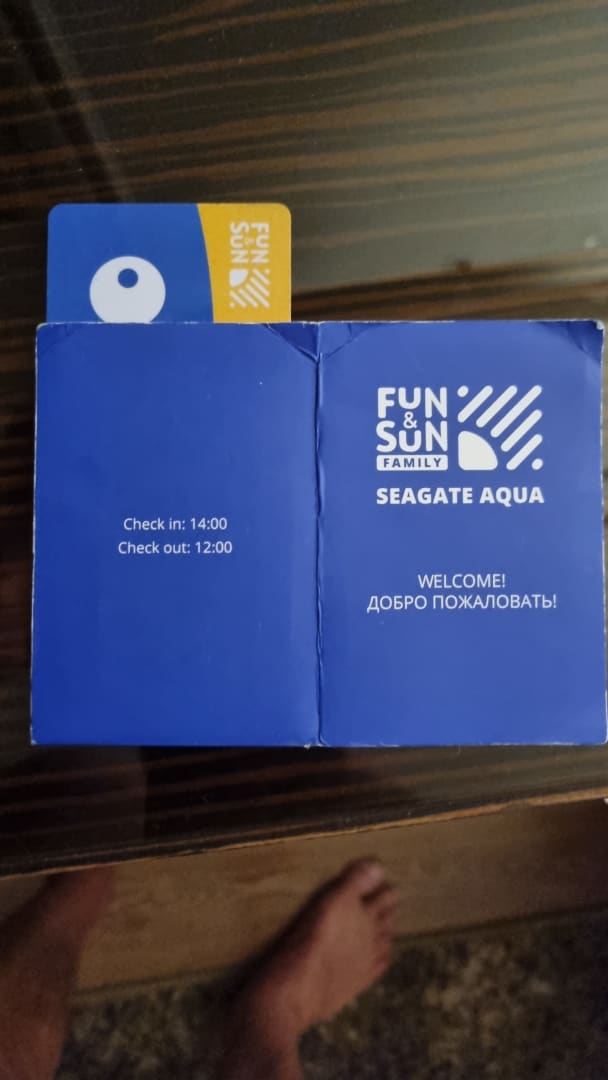 FUN
&
SUN
Check in: 14:00
Check out: 12:00
FUN
&
SUN
FAMILY
SEAGATE AQUA
WELCOME!
ДОБРО ПОЖАЛОВАТЬ!